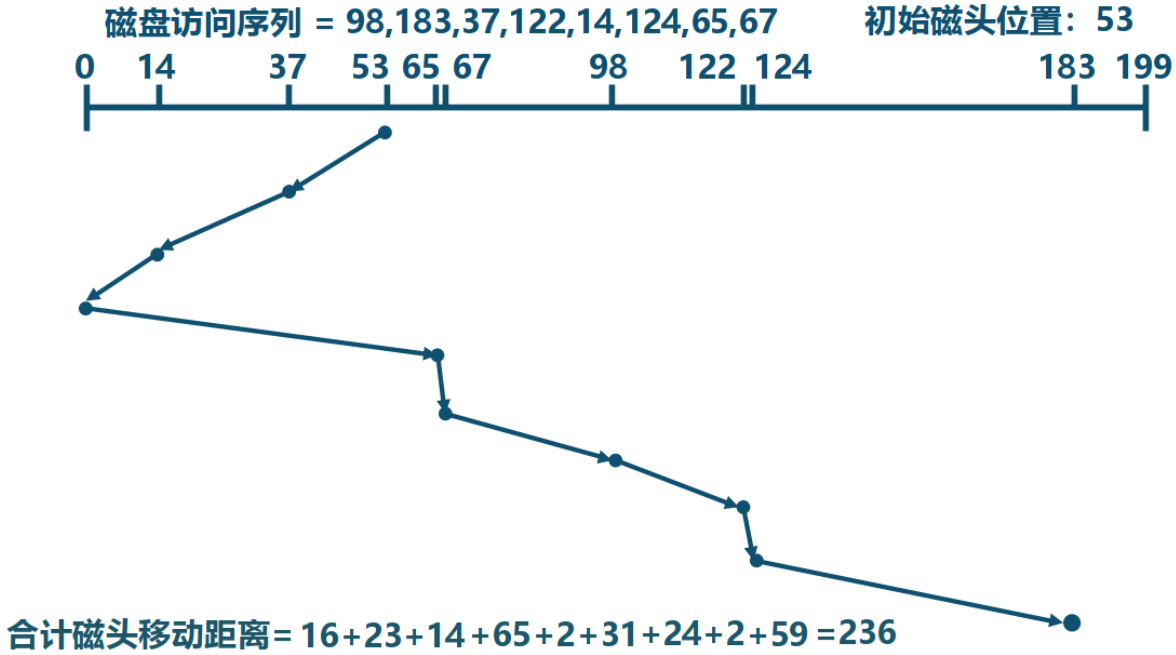 磁盘访问序列 = 98,183,37,122,14,124,65,67 初始磁头位置：53
0 14 37 53 65 67 98 122 124 183 199
合计磁头移动距离= 16+23+14+65+2+31+24+2+59 =236